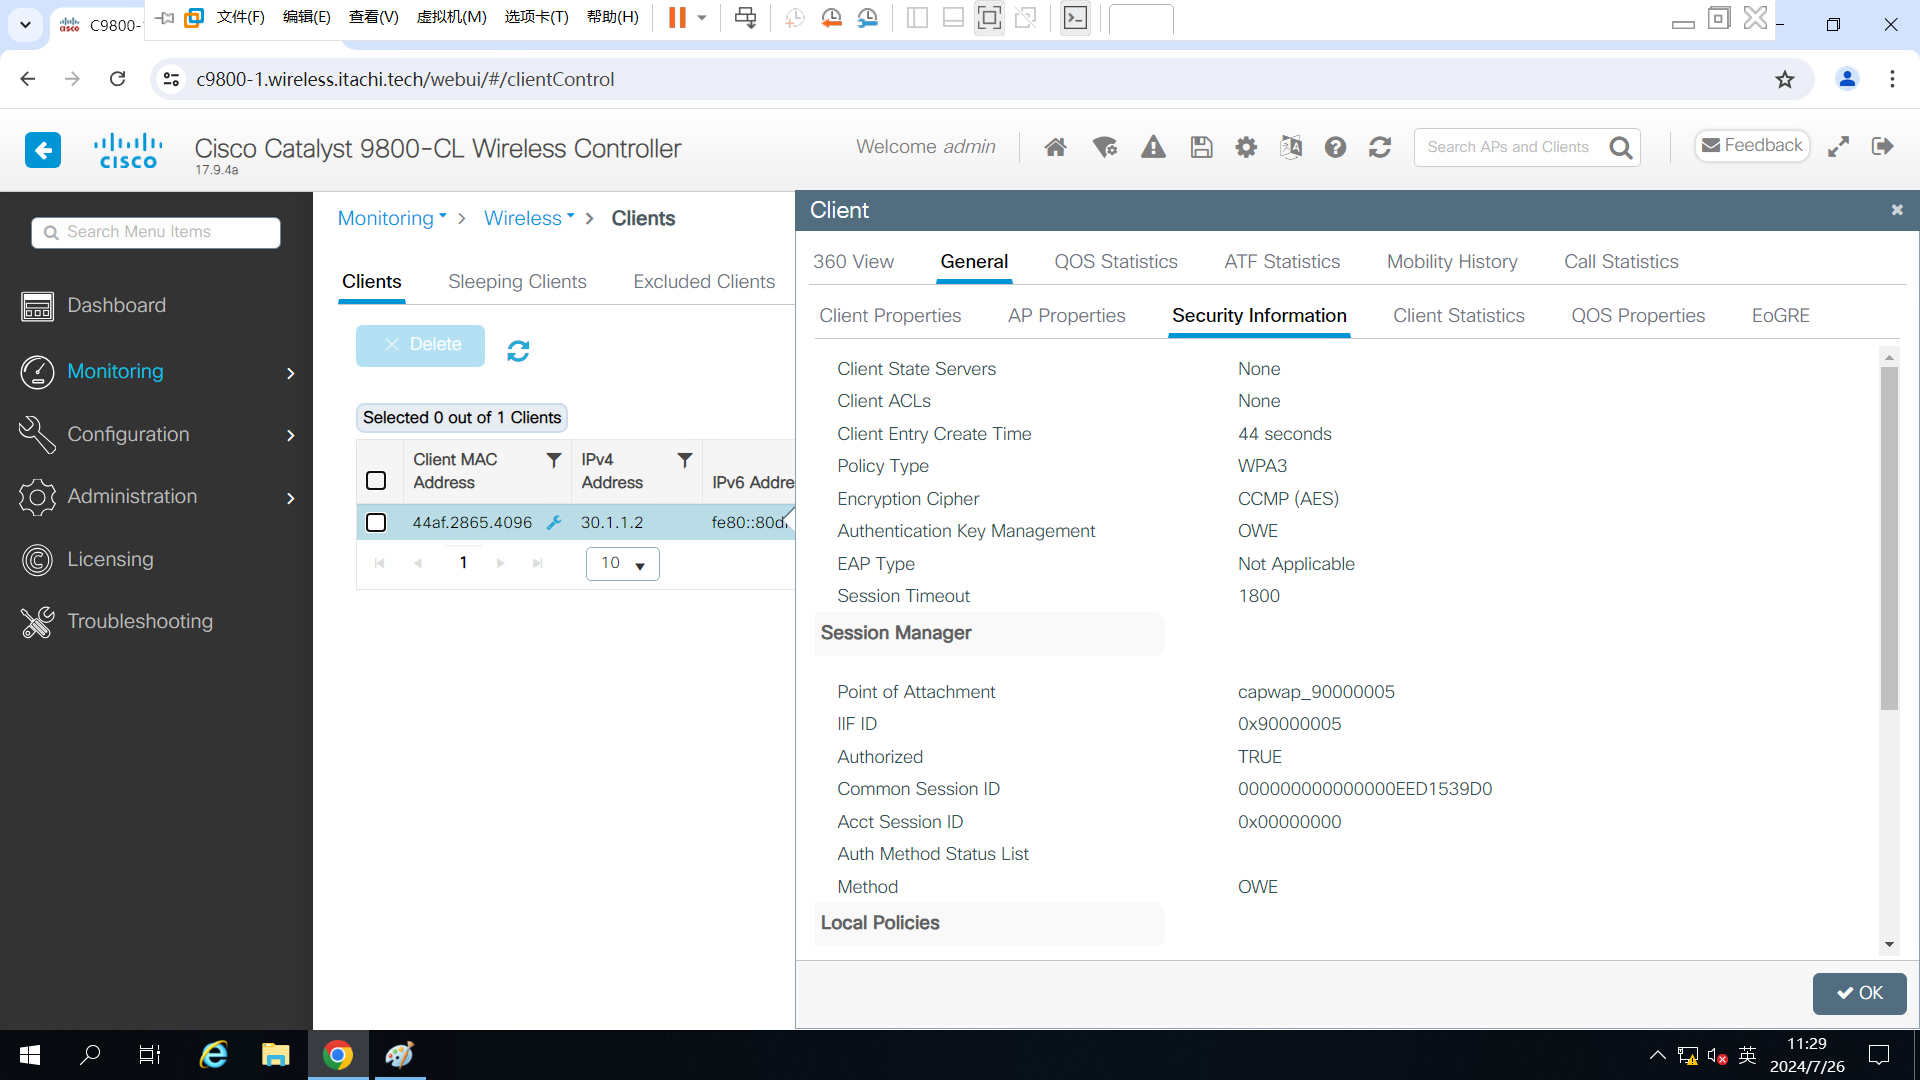 文件(F) 编辑(E) 查看(V) 虚拟机(M) 选项卡(T) 帮助(H)
C9800-
c9800-1.wireless.itachi.tech/webui/#/clientControl
CISCO
Cisco Catalyst 9800-CL Wireless Controller
17.9.4a
Welcome admin
Search APs and Clients
Feedback
Search Menu Items
Dashboard
Monitoring
Configuration
Administration
Licensing
Troubleshooting
Monitoring > Wireless > Clients
Clients Sleeping Clients Excluded Clients
Delete
Selected 0 out of 1 Clients
Client MAC Address IPv4 Address IPv6 Addre
44af.2865.4096 30.1.1.2 fe80::80d
1 10
Client
360 View General QOS Statistics ATF Statistics Mobility History Call Statistics
Client Properties AP Properties Security Information Client Statistics QOS Properties EoGRE
Client State Servers None
Client ACLs None
Client Entry Create Time 44 seconds
Policy Type WPA3
Encryption Cipher CCMP (AES)
Authentication Key Management OWE
EAP Type Not Applicable
Session Timeout 1800
Session Manager
Point of Attachment capwap_90000005
IIF ID 0x90000005
Authorized TRUE
Common Session ID 000000000000000EED1539D0
Acct Session ID 0x00000000
Auth Method Status List
Method OWE
Local Policies
OK
英
11:29
2024/7/26